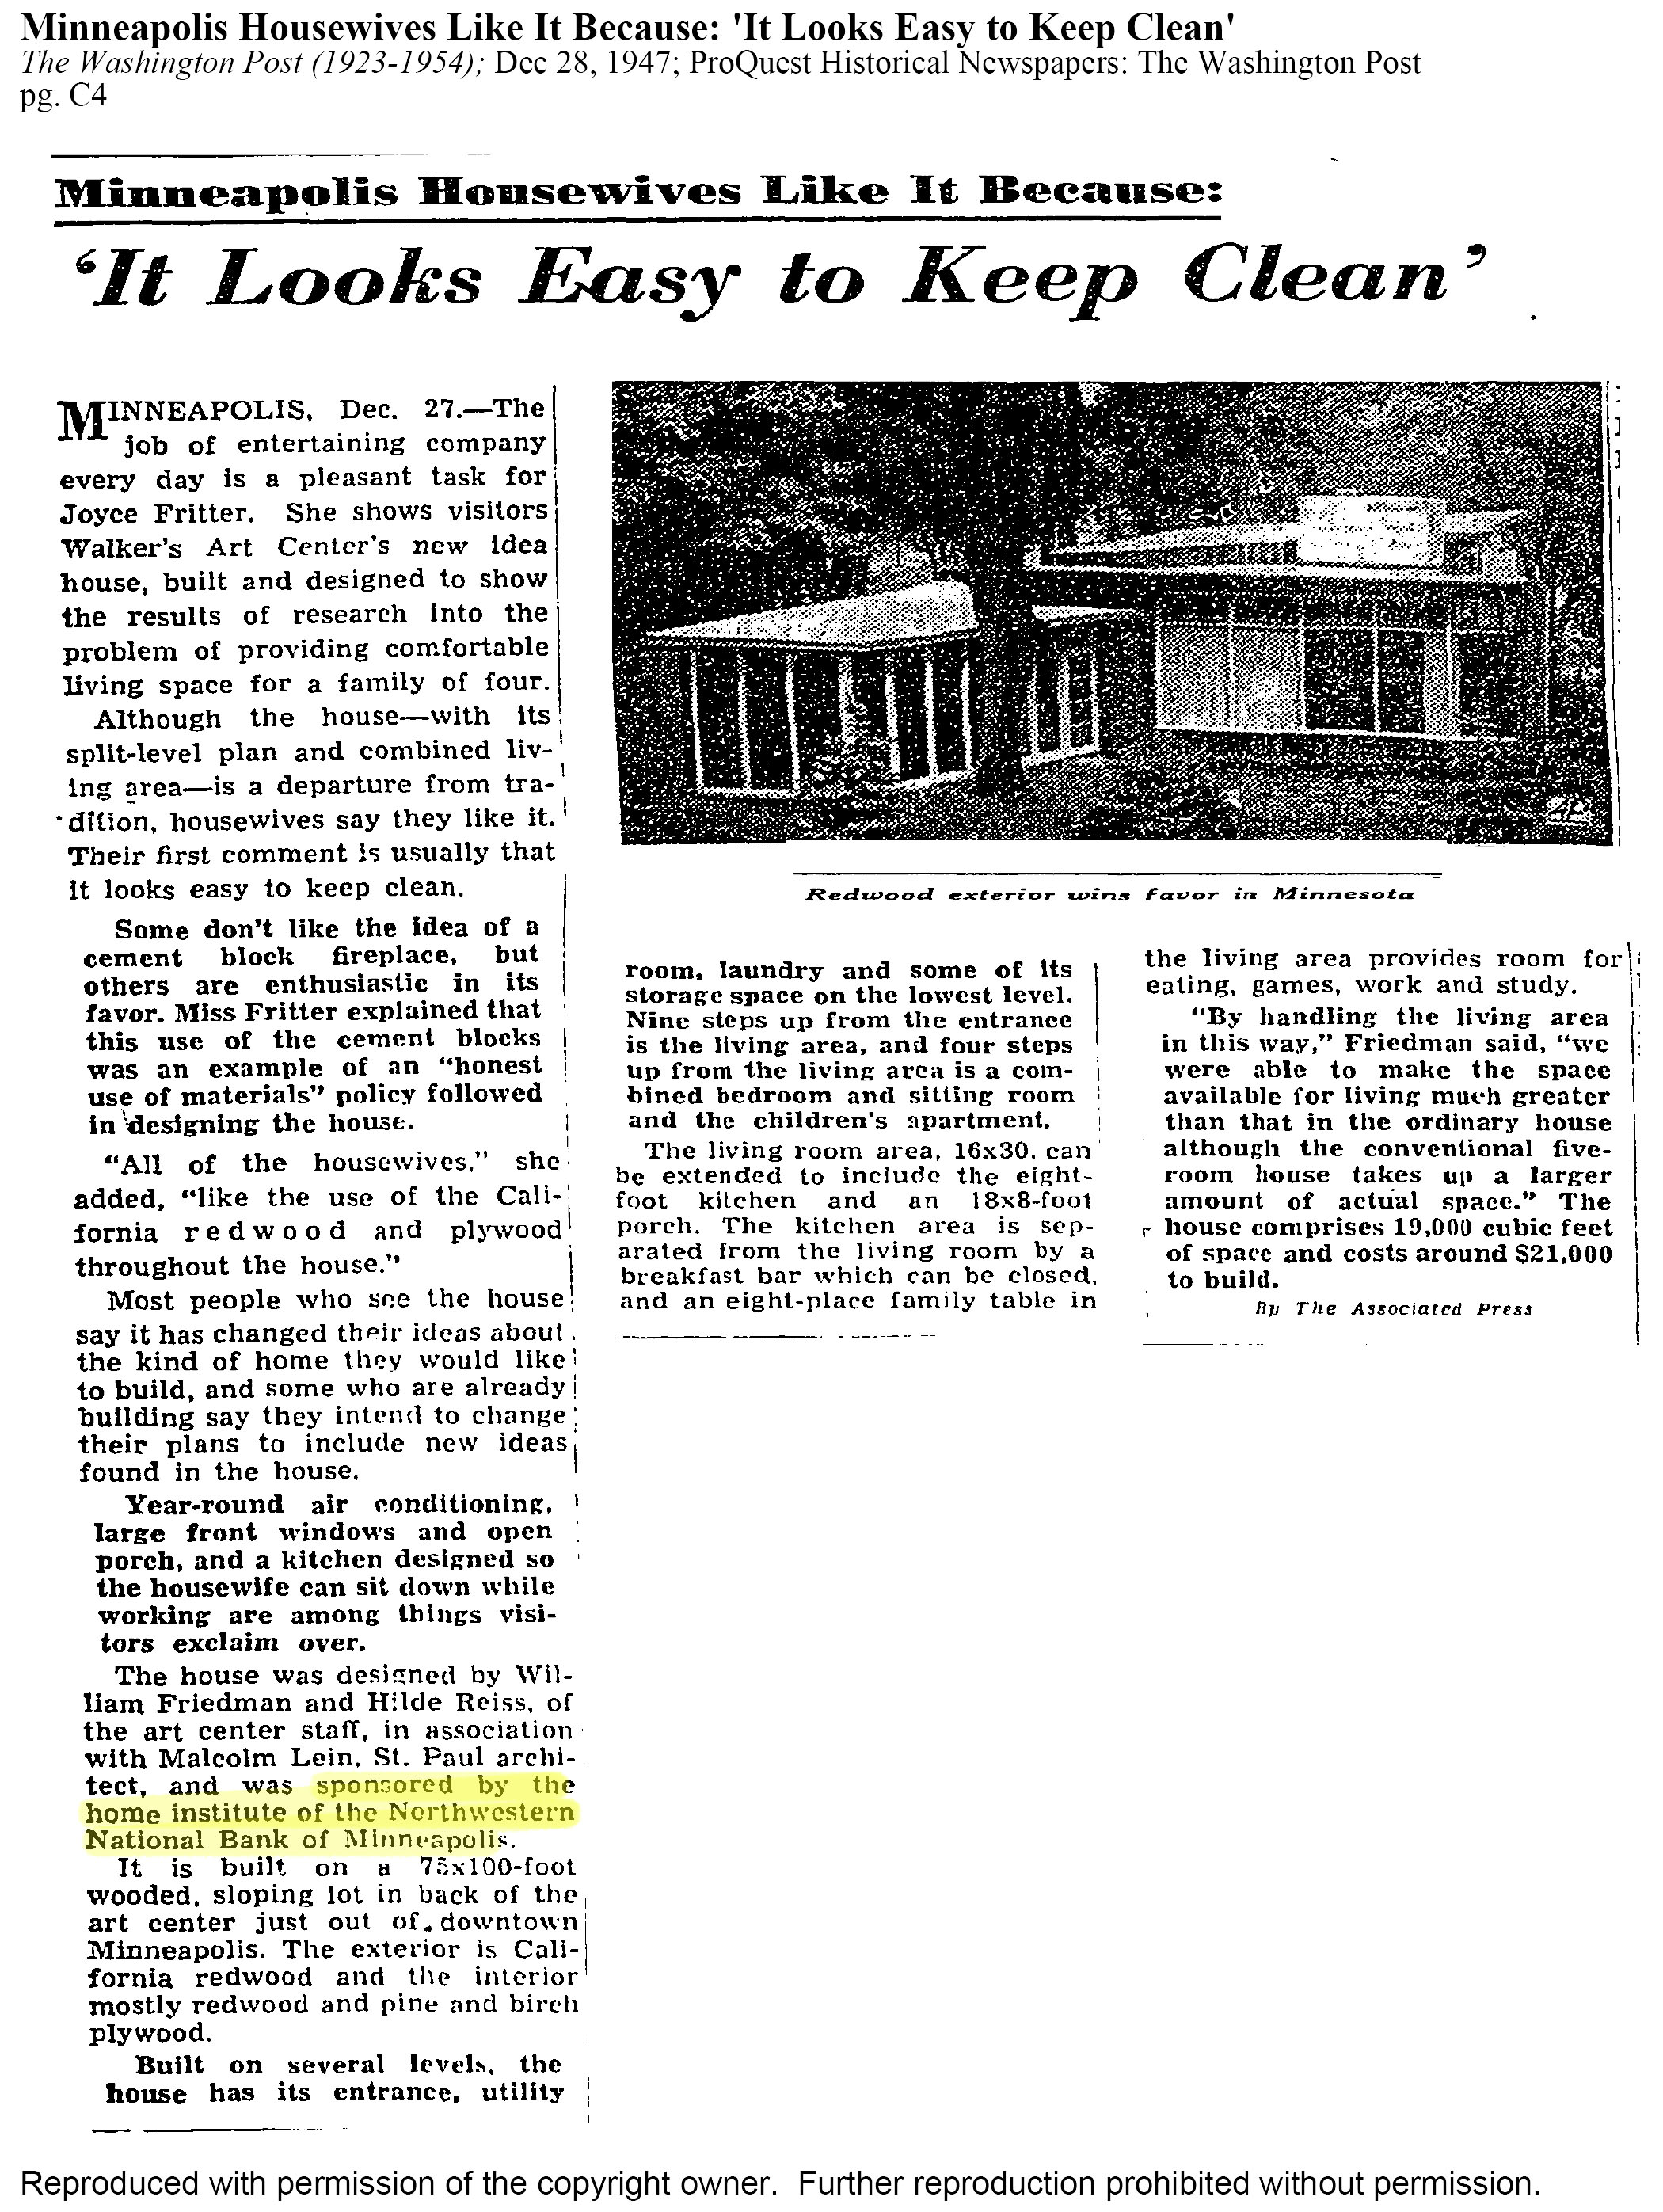 Minneapolis Housewives Like It Because: 'It Looks Easy to Keep Clean'
The Washington Post (1923-1954); Dec 28, 1947; ProQuest Historical Newspapers: The Washington Post
pg. C4
Minneapolis Housewives Like It Because:
'It Looks Easy to Keep Clean'
MINNEAPOLIS, Dec. 27.—The
job of entertaining company
every day is a pleasant task for
Joyce Fritter. She shows visitors
Walker's Art Center's new idea
house, built and designed to show
the results of research into the
problem of providing comfortable
living space for a family of four.
Although the house—with its
split-level plan and combined liv-
ing area—is a departure from tra-
dition, housewives say they like it.
Their first comment is usually that
it looks easy to keep clean.
Some don't like the idea of a
cement block fireplace, but
others are enthusiastic in its
favor. Miss Fritter explained that
this use of the cement blocks
was an example of an "honest
use of materials" policy followed
in designing the house.
"All of the housewives," she
added, "like the use of the Cali-
fornia redwood and plywood
throughout the house."
Most people who see the house
say it has changed their ideas about
the kind of home they would like
to build, and some who are already
building say they intend to change
their plans to include new ideas
found in the house.
Year-round air conditioning,
large front windows and open
porch, and a kitchen designed so
the housewife can sit down while
working are among things visi-
tors exclaim over.
The house was designed by Wil-
liam Friedman and Hilde Reiss, of
the art center staff, in association
with Malcolm Lein, St. Paul archi-
tect, and was sponsored by the
home institute of the Northwestern
National Bank of Minneapolis.
It is built on a 75x100-foot
wooded, sloping lot in back of the
art center just out of downtown
Minneapolis. The exterior is Cali-
fornia redwood and the interior
mostly redwood and pine and birch
plywood.
Built on several levels, the
house has its entrance, utility
Redwood exterior wins favor in Minnesota
room, laundry and some of its
storage space on the lowest level.
Nine steps up from the entrance
is the living area, and four steps
up from the living area is a com-
bined bedroom and sitting room
and the children's apartment.
The living room area, 16x30, can
be extended to include the eight-
foot kitchen and an 18x8-foot
porch. The kitchen area is sep-
arated from the living room by a
breakfast bar which can be closed,
and an eight-place family table in
the living area provides room for
eating, games, work and study.
"By handling the living area
in this way," Friedman said, "we
were able to make the space
available for living much greater
than that in the ordinary house
although the conventional five-
room house takes up a larger
amount of actual space." The
house comprises 19,000 cubic feet
of space and costs around $21,000
to build.
By The Associated Press
Reproduced with permission of the copyright owner. Further reproduction prohibited without permission.